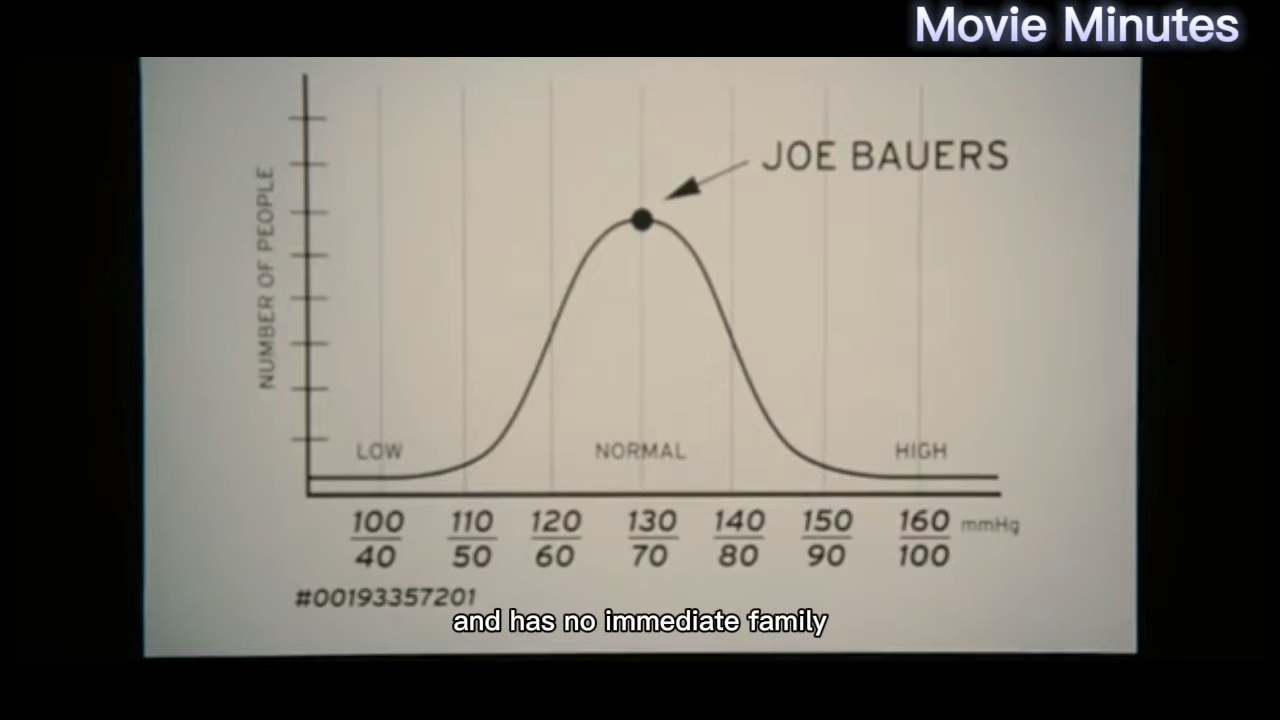 Movie Minutes
JOE BAUERS
NUMBER OF PEOPLE
LOW
NORMAL
HIGH
100 110 120 130 140 150 160 mmHg
40 50 60 70 80 90 100
#00193357201
and has no immediate family